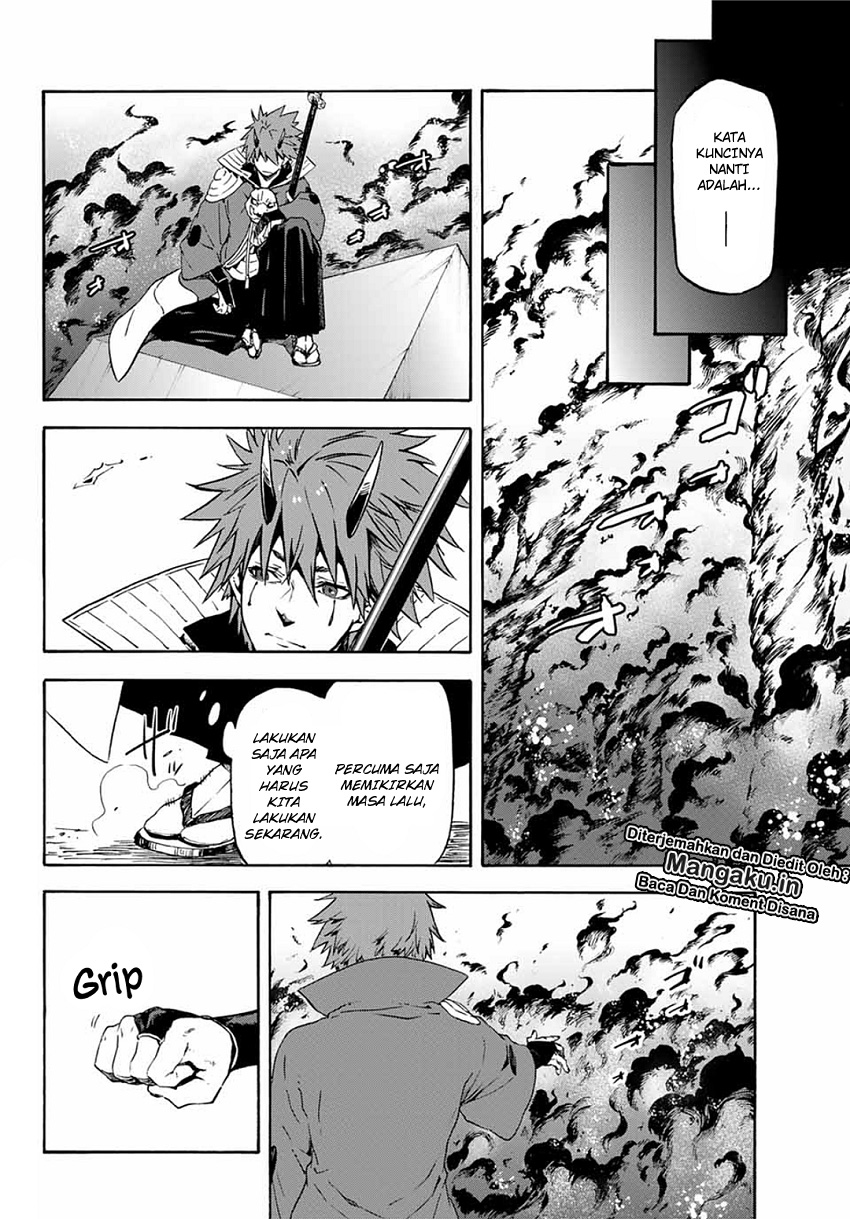 KATA
KUNCINYA
NANTI
ADALAH...
PERCUMA SAJA
MEMIKIRKAN
MASA LALU,
LAKUKAN
SAJA APA
YANG
HARUS
KITA
LAKUKAN
SEKARANG.
Diterjemahkan dan Diedit Oleh :
Mangaku.in
Baca Dan Koment Disana
Grip